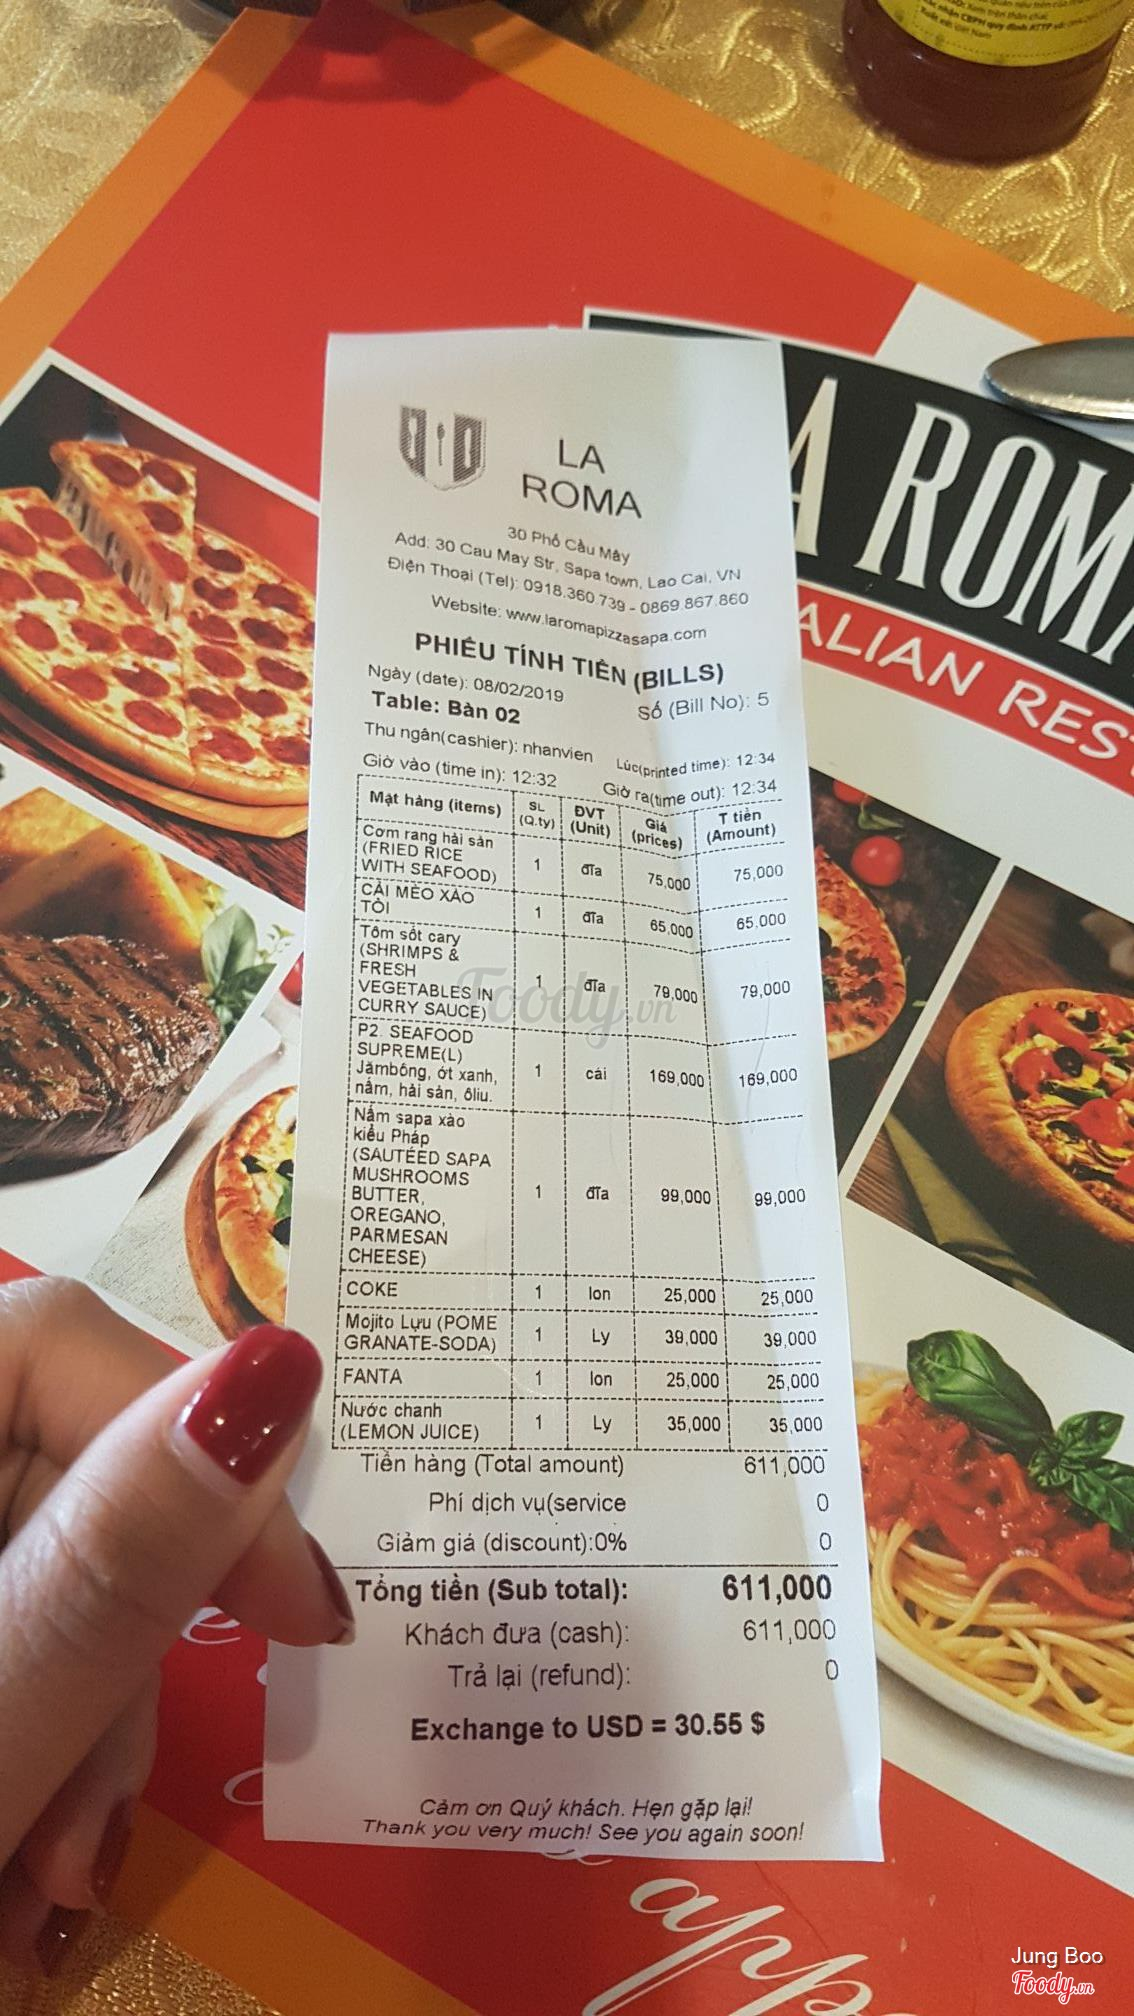 Xuất xứ: Việt Nam
LA
ROMA
30 Phố Cầu Mây
Add: 30 Cau May Str, Sapa town, Lao Cai, VN
Điện Thoại (Tel): 0918.360.739 - 0869.867.860
Website: www.laromapizzasapa.com
PHIẾU TÍNH TIỀN (BILLS)
Ngày (date): 08/02/2019 Số (Bill No): 5
Table: Bàn 02
Thu ngân(cashier): nhanvien Lúc(printed time): 12:34
Giờ vào (time in): 12:32 Giờ ra(time out): 12:34
Mặt hàng (items) SL (Q.ty) ĐVT (Unit) Giá (prices) T tiền (Amount)
Cơm rang hải sản
(FRIED RICE
WITH SEAFOOD) 1 đĩa 75,000 75,000
CẢI MÈO XÀO
TỎI 1 đĩa 65,000 65,000
Tôm sốt cary
(SHRIMPS &
FRESH
VEGETABLES IN
CURRY SAUCE) 1 đĩa 79,000 79,000
P2. SEAFOOD
SUPREME(L)
Jămbông, ớt xanh,
nấm, hải sản, ôliu. 1 cái 169,000 169,000
Nấm sapa xào
kiểu Pháp
(SAUTÉED SAPA
MUSHROOMS
BUTTER,
OREGANO,
PARMESAN
CHEESE) 1 đĩa 99,000 99,000
COKE 1 lon 25,000 25,000
Mojito Lựu (POME
GRANATE-SODA) 1 Ly 39,000 39,000
FANTA 1 lon 25,000 25,000
Nước chanh
(LEMON JUICE) 1 Ly 35,000 35,000
Tiền hàng (Total amount) 611,000
Phí dịch vụ(service 0
Giảm giá (discount):0% 0
Tổng tiền (Sub total): 611,000
Khách đưa (cash): 611,000
Trả lại (refund): 0
Exchange to USD = 30.55 $
Cảm ơn Quý khách. Hẹn gặp lại!
Thank you very much! See you again soon!
A ROMA
ALIAN REST
Foody.vn
app
Jung Boo
Foody.vn